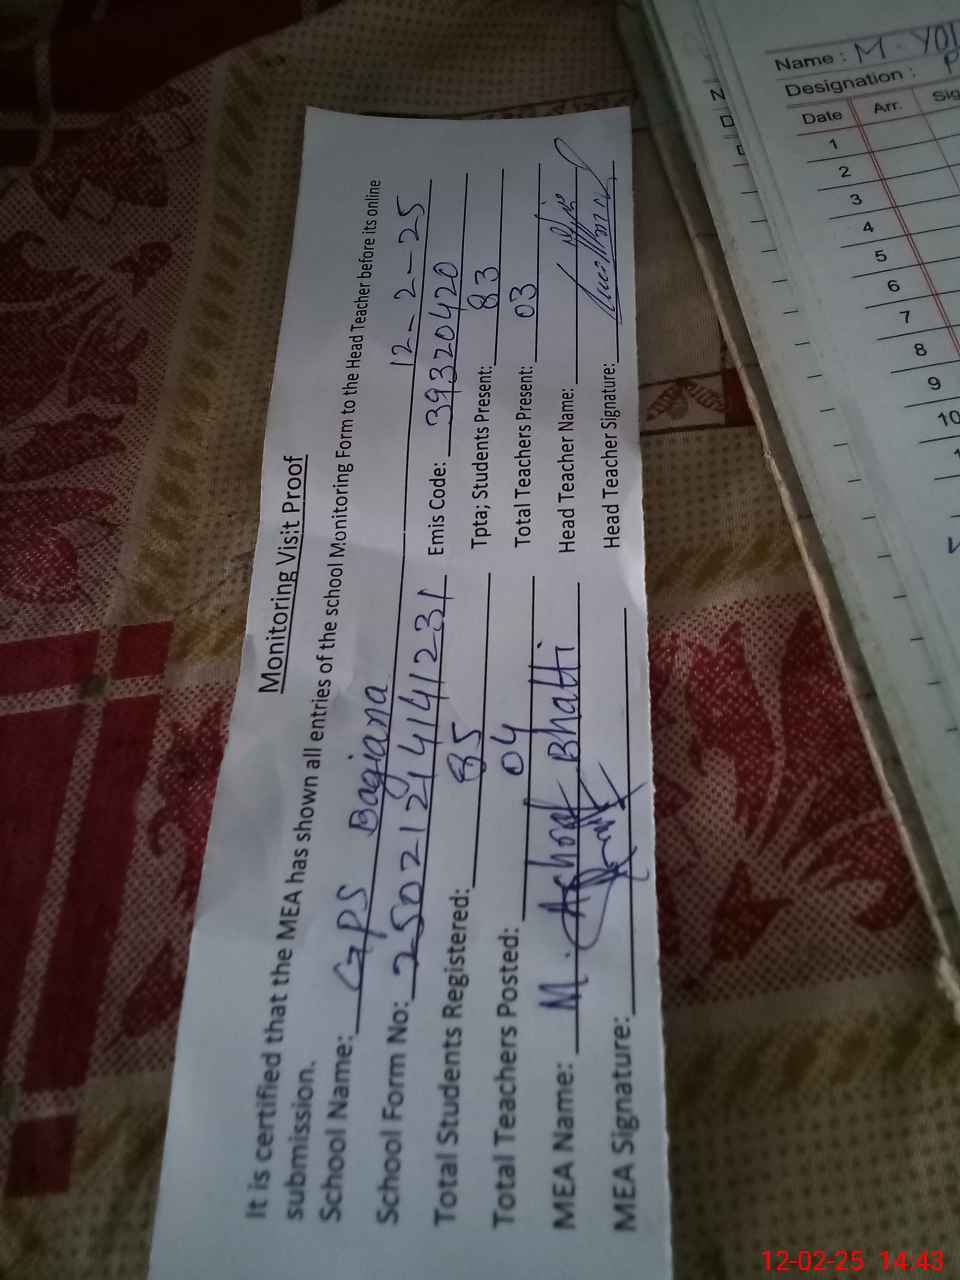 Monitoring Visit Proof
It is certified that the MEA has shown all entries of the school Monitoring Form to the Head Teacher before its online
submission.
School Name: GPS Bagiana 12-2-25
School Form No: 25021214141231 Emis Code: 39320420
Total Students Registered: 85 Tpta; Students Present: 83
Total Teachers Posted: 04 Total Teachers Present: 03
MEA Name: M. Ashraf Bhatti Head Teacher Name:
MEA Signature: Head Teacher Signature:
Name : M. YOU
Designation : P
Date Arr. Sig
1
2
3
4
5
6
7
8
9
10
12-02-25 14:43